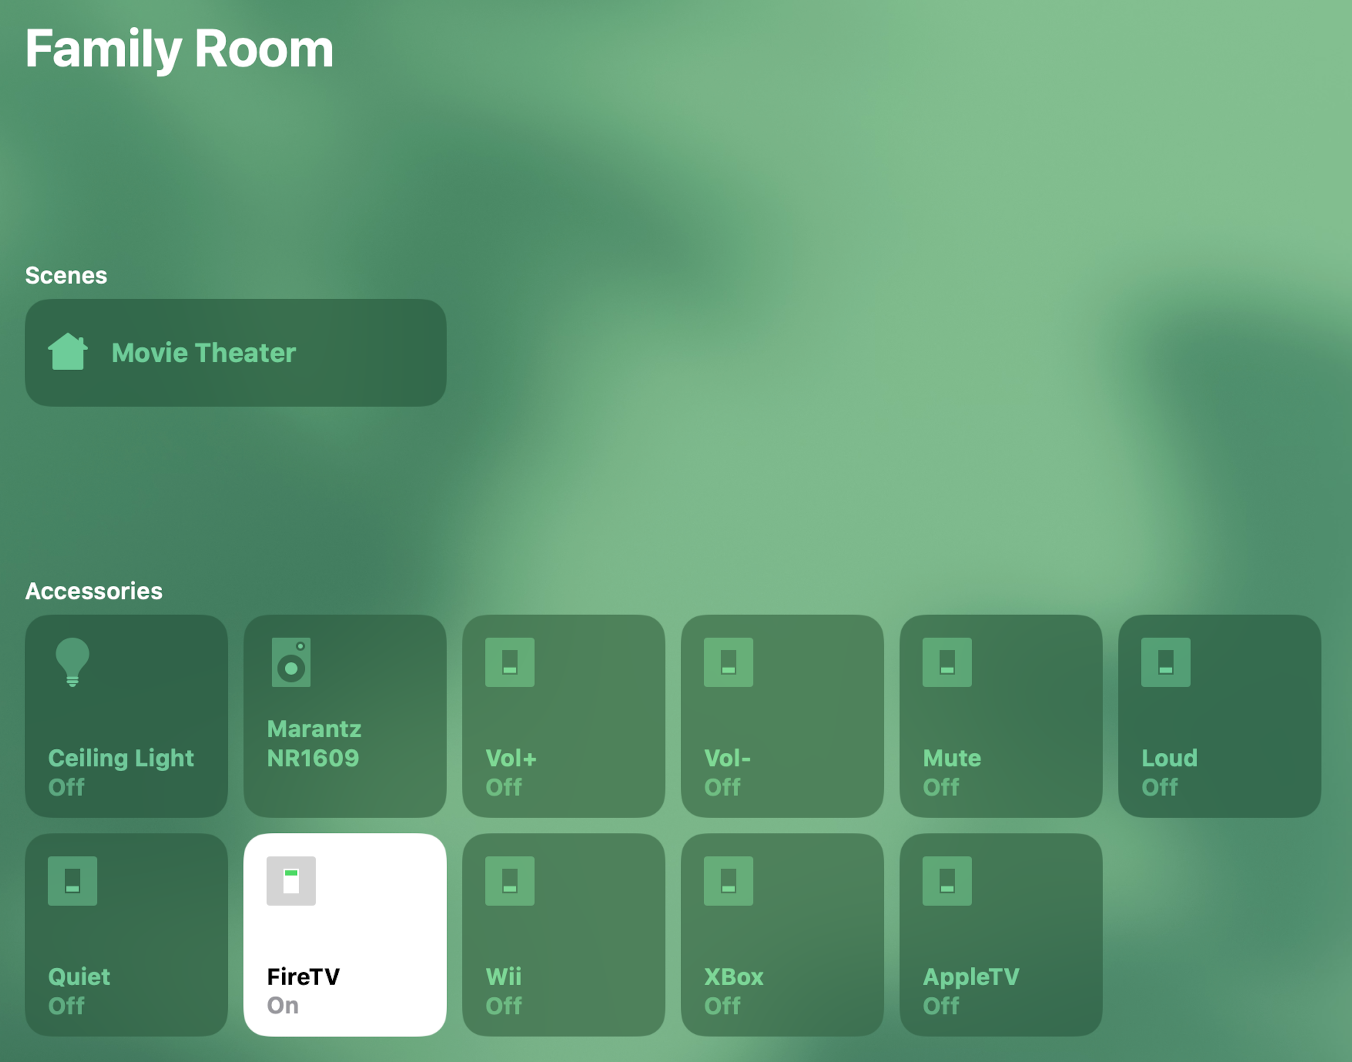 Family Room
Scenes
Movie Theater
Accessories
Ceiling Light
Off
Marantz
NR1609
Vol+
Off
Vol-
Off
Mute
Off
Loud
Off
Quiet
Off
FireTV
On
Wii
Off
XBox
Off
AppleTV
Off